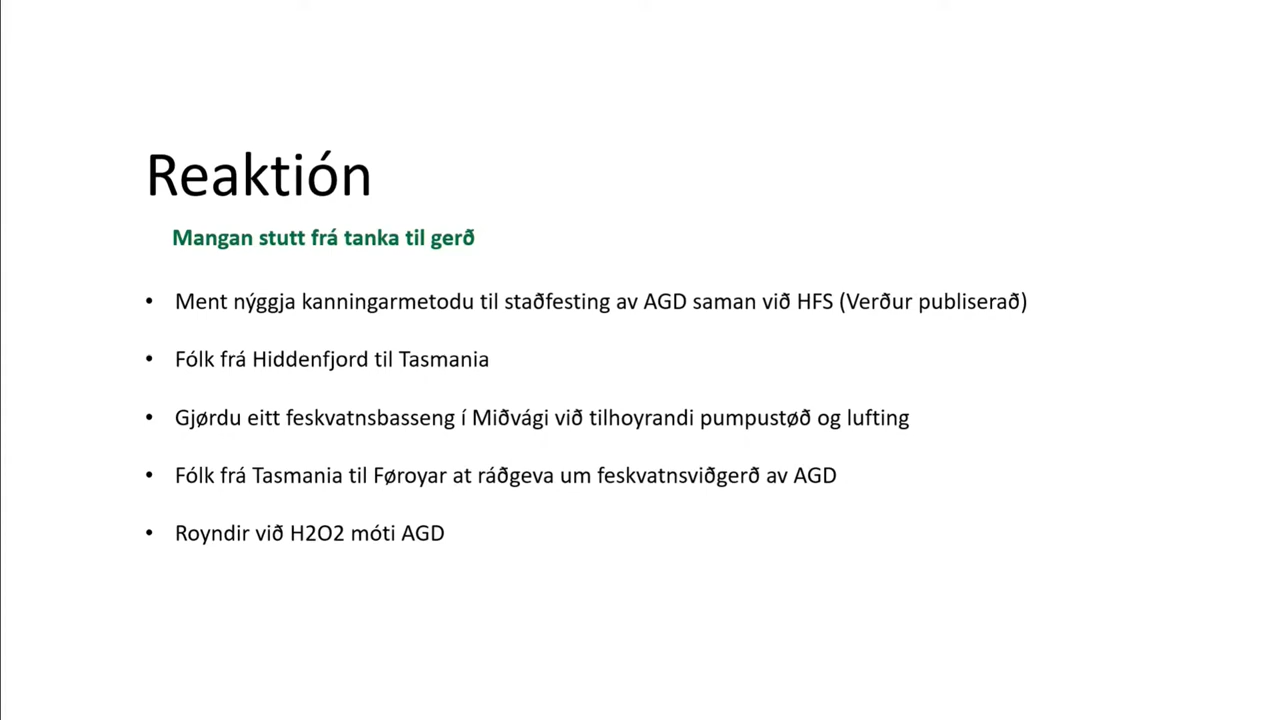 Reaktión
Mangan stutt frá tanka til gerð
• Ment nýggja kanningarmetodu til staðfesting av AGD saman við HFS (Verður publiserað)
• Fólk frá Hiddenfjord til Tasmania
• Gjørdu eitt feskvatnsbasseng í Miðvági við tilhoyrandi pumpustøð og lufting
• Fólk frá Tasmania til Føroyar at ráðgeva um feskvatnsviðgerð av AGD
• Royndir við H2O2 móti AGD